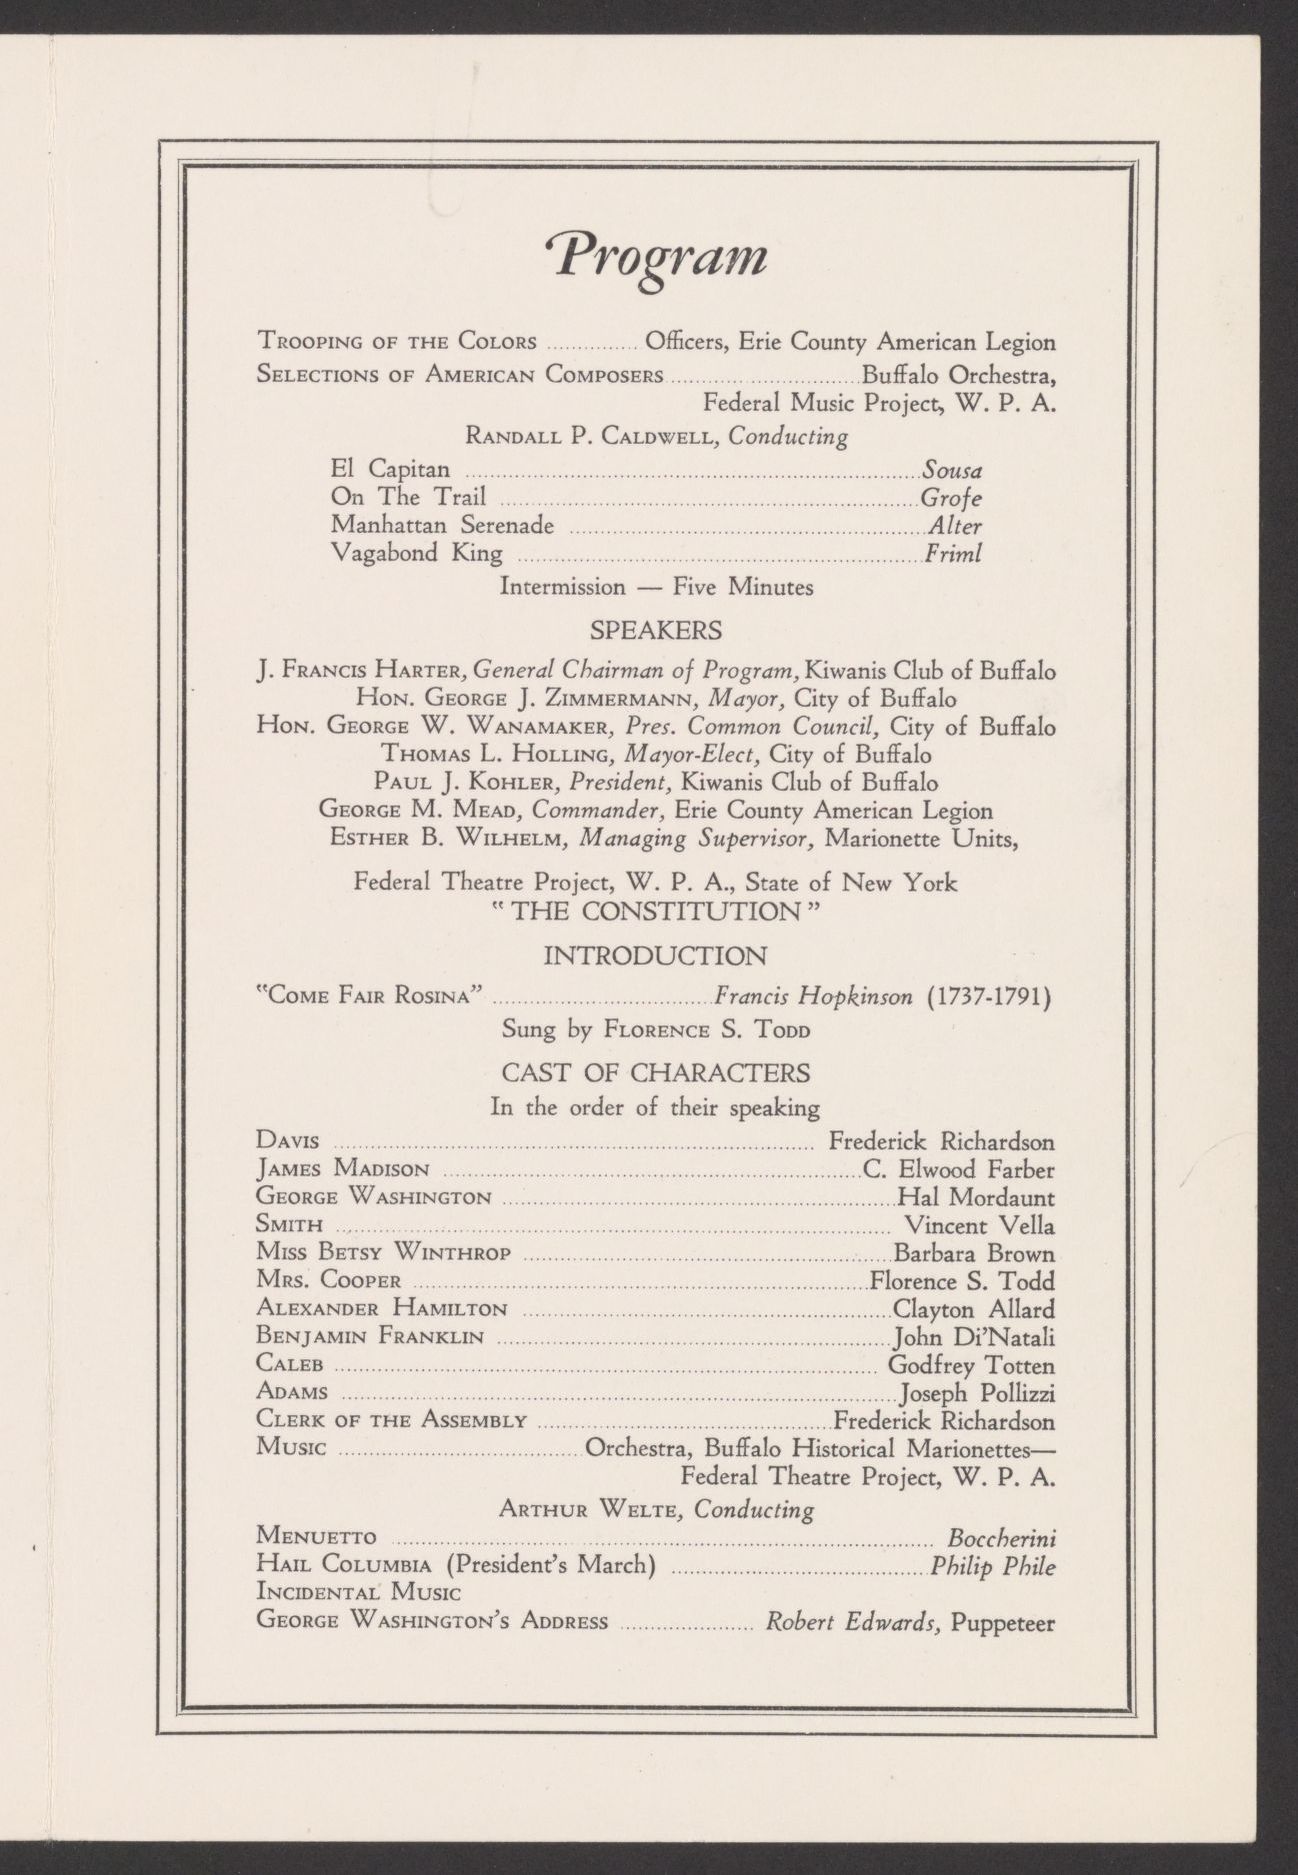 Program
TROOPING OF THE COLORS ............... Officers, Erie County American Legion
SELECTIONS OF AMERICAN COMPOSERS ............... Buffalo Orchestra,
Federal Music Project, W. P. A.
RANDALL P. CALDWELL, Conducting
El Capitan ............... Sousa
On The Trail ............... Grofe
Manhattan Serenade ............... Alter
Vagabond King ............... Friml
Intermission — Five Minutes
SPEAKERS
J. FRANCIS HARTER, General Chairman of Program, Kiwanis Club of Buffalo
HON. GEORGE J. ZIMMERMANN, Mayor, City of Buffalo
HON. GEORGE W. WANAMAKER, Pres. Common Council, City of Buffalo
THOMAS L. HOLLING, Mayor-Elect, City of Buffalo
PAUL J. KOHLER, President, Kiwanis Club of Buffalo
GEORGE M. MEAD, Commander, Erie County American Legion
ESTHER B. WILHELM, Managing Supervisor, Marionette Units,
Federal Theatre Project, W. P. A., State of New York
"THE CONSTITUTION"
INTRODUCTION
"COME FAIR ROSINA" ............... Francis Hopkinson (1737-1791)
Sung by FLORENCE S. TODD
CAST OF CHARACTERS
In the order of their speaking
DAVIS ............... Frederick Richardson
JAMES MADISON ............... C. Elwood Farber
GEORGE WASHINGTON ............... Hal Mordaunt
SMITH ............... Vincent Vella
MISS BETSY WINTHROP ............... Barbara Brown
MRS. COOPER ............... Florence S. Todd
ALEXANDER HAMILTON ............... Clayton Allard
BENJAMIN FRANKLIN ............... John Di'Natali
CALEB ............... Godfrey Totten
ADAMS ............... Joseph Pollizzi
CLERK OF THE ASSEMBLY ............... Frederick Richardson
MUSIC ............... Orchestra, Buffalo Historical Marionettes—
Federal Theatre Project, W. P. A.
ARTHUR WELTE, Conducting
MENUETTO ............... Boccherini
HAIL COLUMBIA (President's March) ............... Philip Phile
INCIDENTAL MUSIC
GEORGE WASHINGTON'S ADDRESS ............... Robert Edwards, Puppeteer